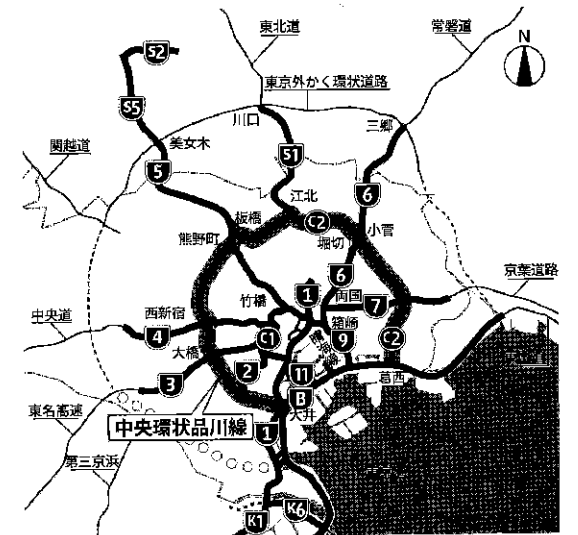 東北道
常磐道
N
S2
東京外かく環状道路
川口
三郷
S5
関越道
美女木
S1
5
6
江北
板橋
C2
小菅
熊野町
堀切
6
京葉道路
竹橋
1
両国
7
西新宿
箱崎
中央道
4
C1
9
C2
大橋
3
2
11
葛西
B
大井
東名高速
中央環状品川線
1
第三京浜
K1
K6